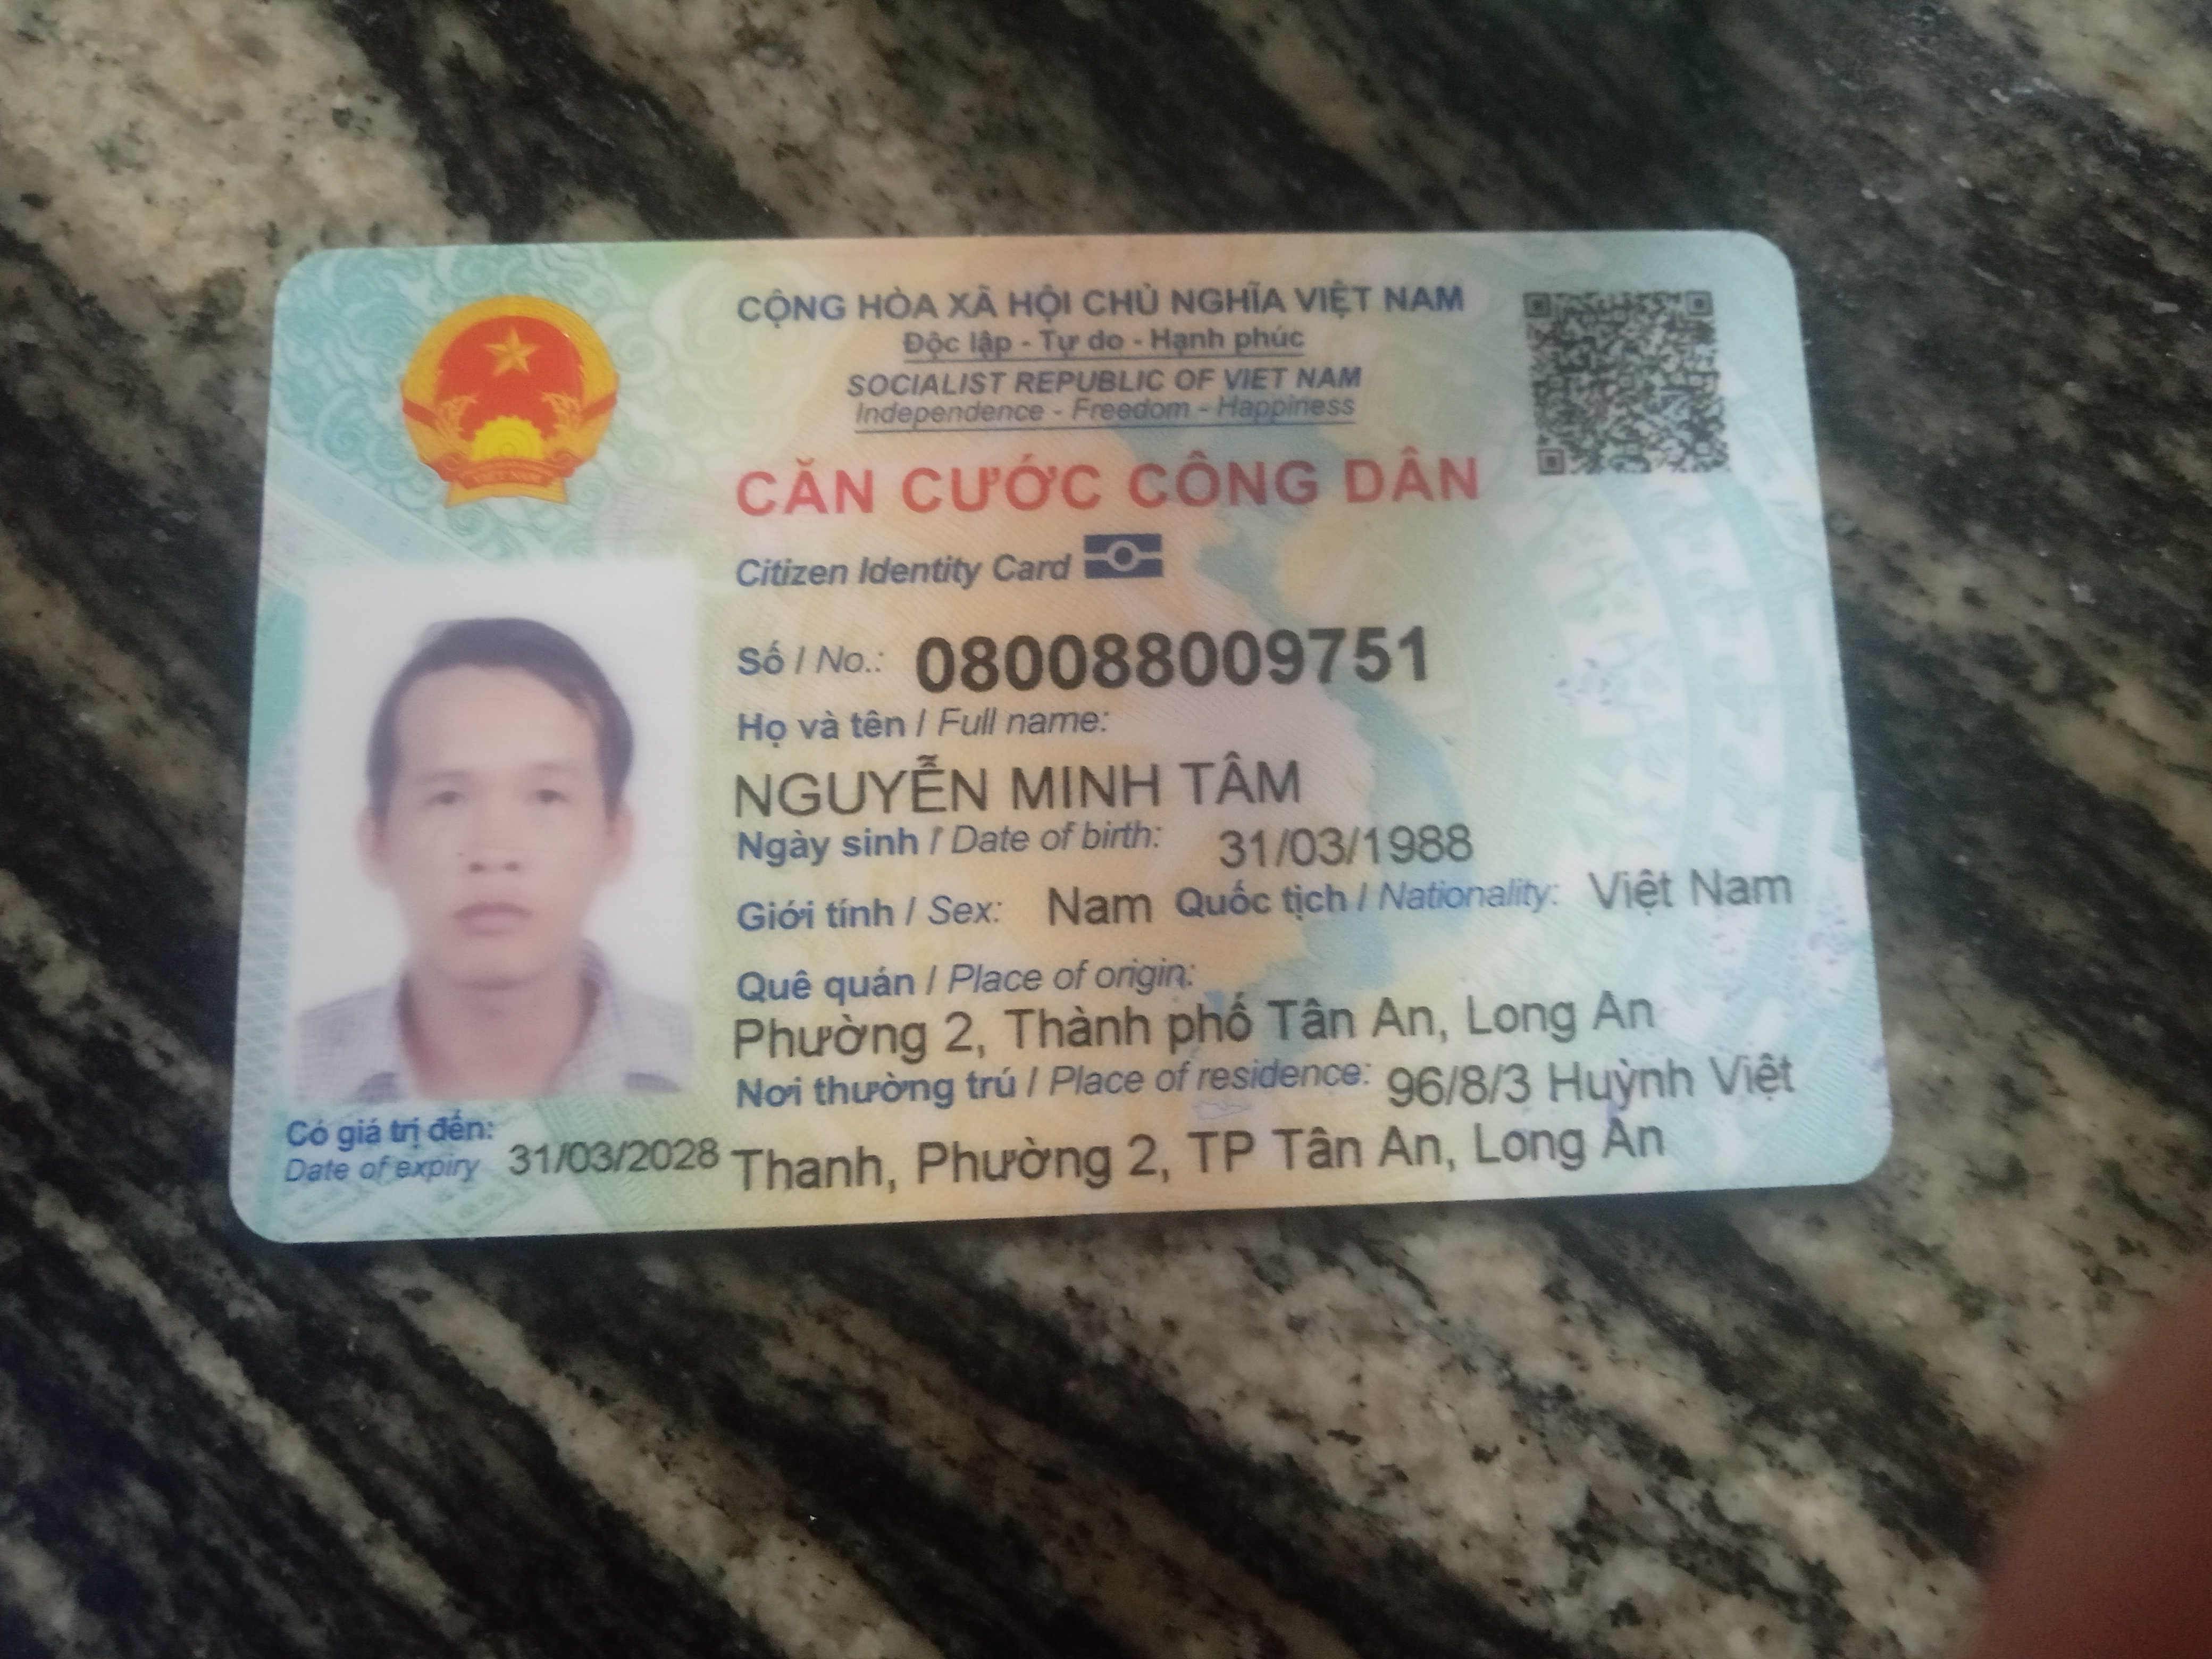 CỘNG HÒA XÃ HỘI CHỦ NGHĨA VIỆT NAM
Độc lập - Tự do - Hạnh phúc
SOCIALIST REPUBLIC OF VIET NAM
Independence - Freedom - Happiness
CĂN CƯỚC CÔNG DÂN
Citizen Identity Card
Số / No.: 080088009751
Họ và tên / Full name:
NGUYỄN MINH TÂM
Ngày sinh / Date of birth: 31/03/1988
Giới tính / Sex: Nam Quốc tịch / Nationality: Việt Nam
Quê quán / Place of origin:
Phường 2, Thành phố Tân An, Long An
Nơi thường trú / Place of residence: 96/8/3 Huỳnh Việt
Thanh, Phường 2, TP Tân An, Long An
Có giá trị đến: 31/03/2028
Date of expiry